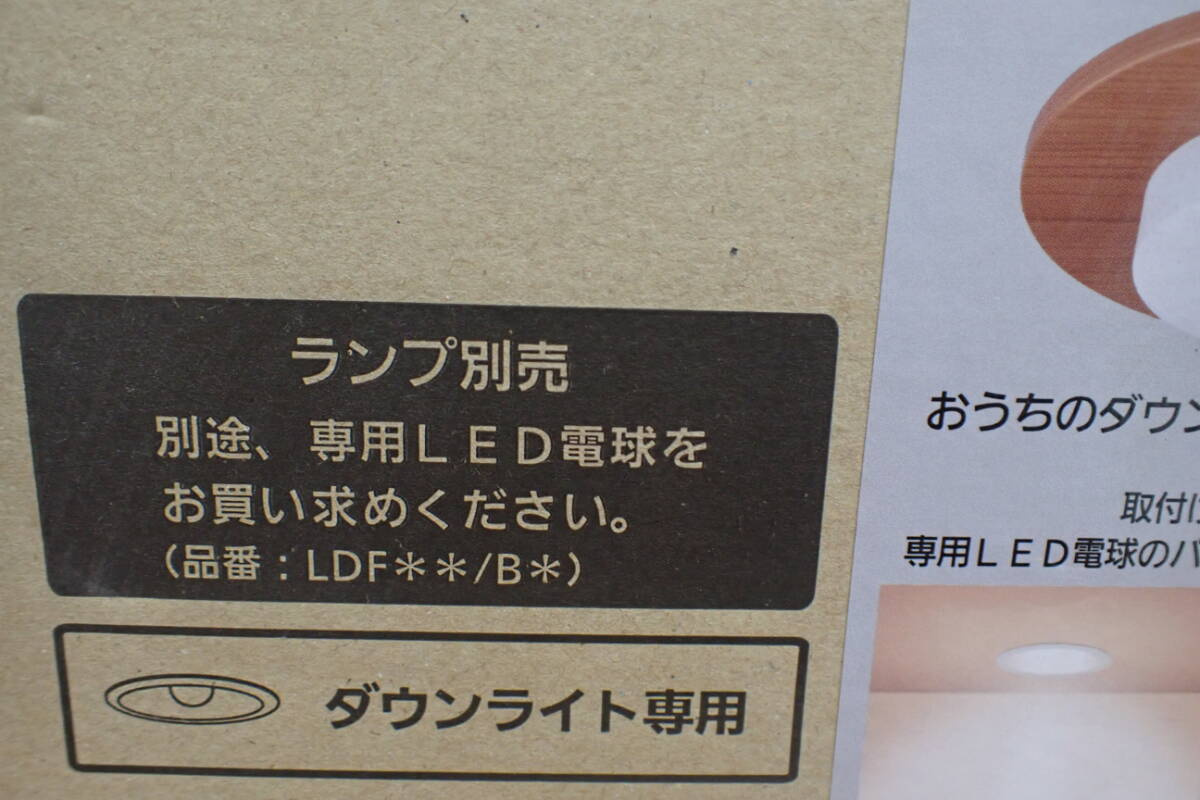 ランプ別売
別途、専用ＬＥＤ電球を
お買い求めください。
（品番：LDF＊＊/B＊）
ダウンライト専用
おうちのダウン
取付け
専用ＬＥＤ電球の